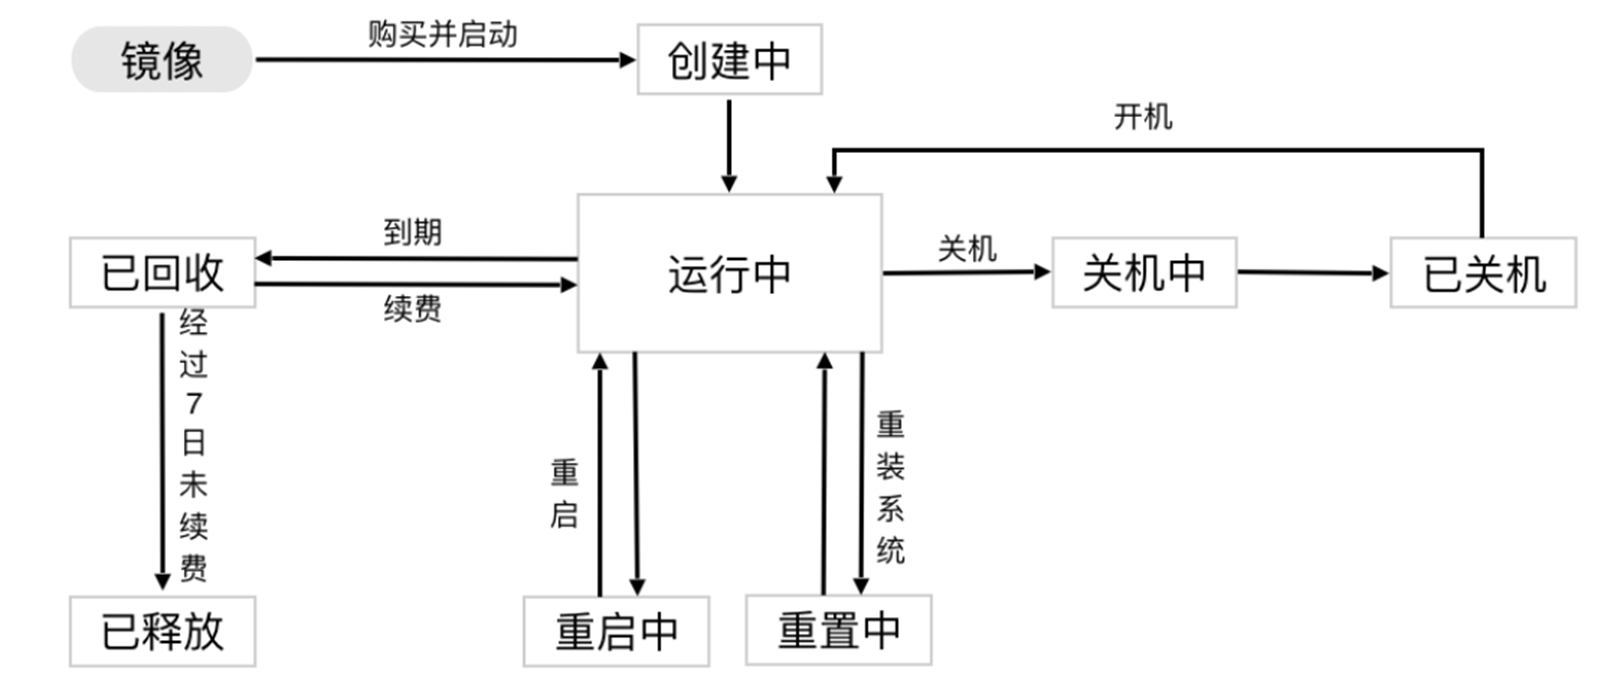 镜像
购买并启动
创建中
开机
已回收
到期
续费
运行中
关机
关机中
已关机
经过7日未续费
重启
重装系统
已释放
重启中
重置中